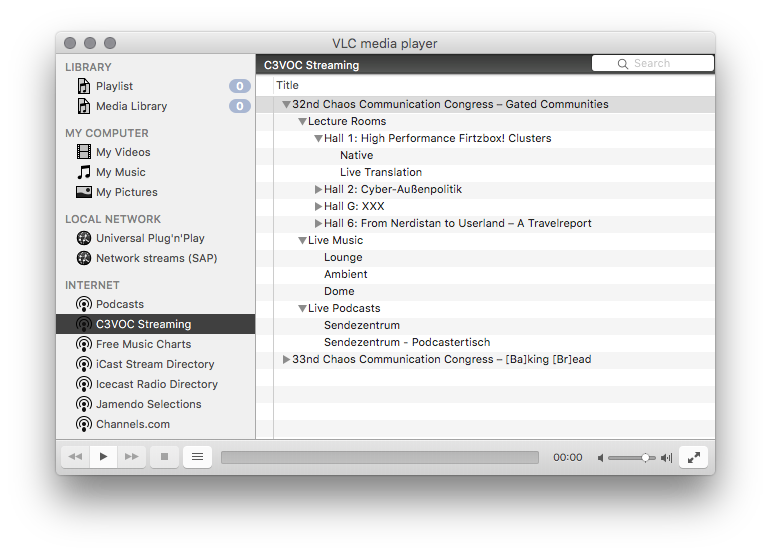 VLC media player
LIBRARY
Playlist 0
Media Library 0
MY COMPUTER
My Videos
My Music
My Pictures
LOCAL NETWORK
Universal Plug'n'Play
Network streams (SAP)
INTERNET
Podcasts
C3VOC Streaming
Free Music Charts
iCast Stream Directory
Icecast Radio Directory
Jamendo Selections
Channels.com
C3VOC Streaming
Search
Title
32nd Chaos Communication Congress – Gated Communities
Lecture Rooms
Hall 1: High Performance Firtzbox! Clusters
Native
Live Translation
Hall 2: Cyber-Außenpolitik
Hall G: XXX
Hall 6: From Nerdistan to Userland – A Travelreport
Live Music
Lounge
Ambient
Dome
Live Podcasts
Sendezentrum
Sendezentrum - Podcastertisch
33nd Chaos Communication Congress – [Ba]king [Br]ead
00:00